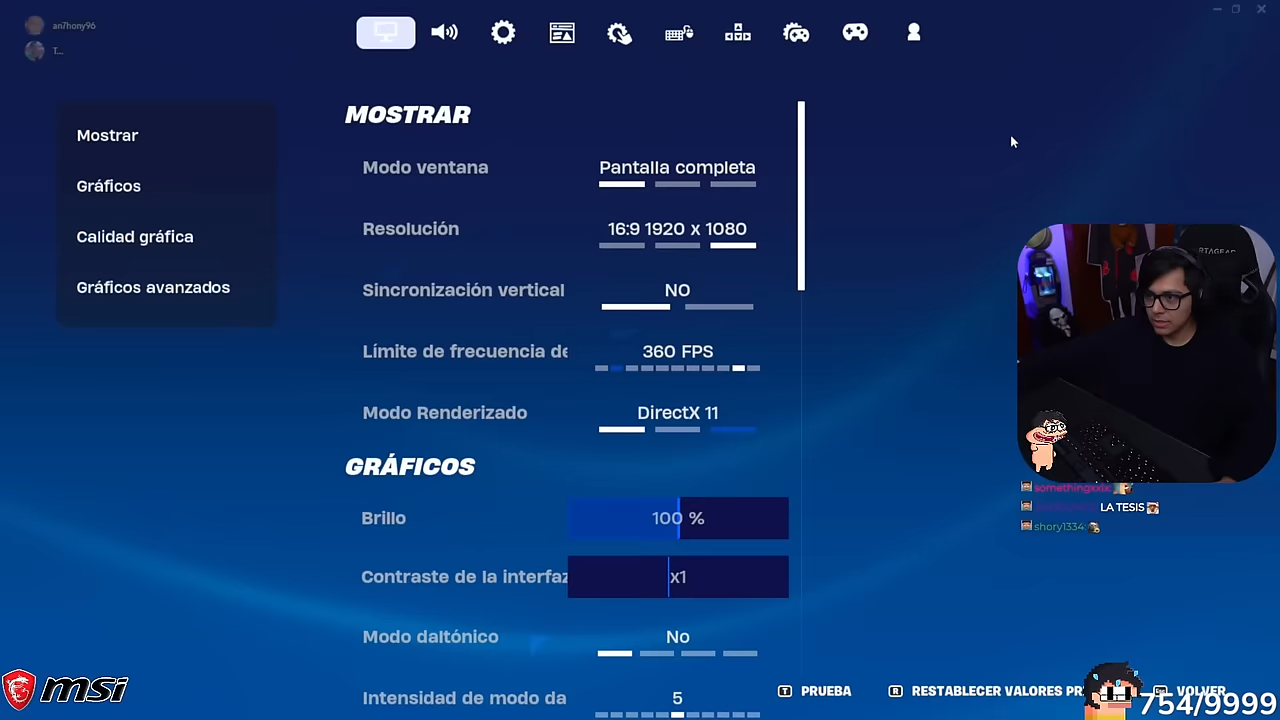 an7hony96
T...
Mostrar
Gráficos
Calidad gráfica
Gráficos avanzados
MOSTRAR
Modo ventana
Pantalla completa
Resolución
16:9 1920 x 1080
Sincronización vertical
NO
Límite de frecuencia de
360 FPS
Modo Renderizado
DirectX 11
GRÁFICOS
Brillo
100 %
Contraste de la interfaz
x1
Modo daltónico
No
Intensidad de modo da
5
RTAGEAR
LA TESIS
shory1334:
T PRUEBA
R RESTABLECER VALORES PR
VOLVER
msi
754/9999